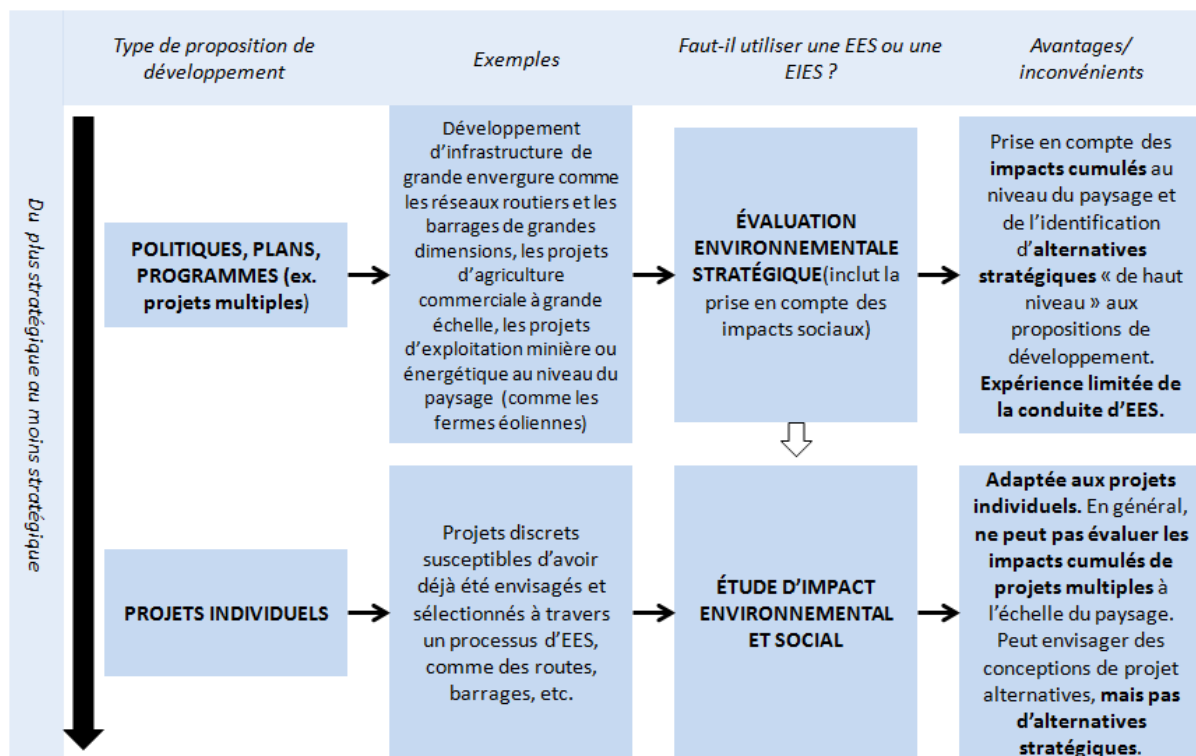 Type de proposition de
développement
Exemples
Faut-il utiliser une EES ou une
EIES ?
Avantages/
inconvénients
Du plus stratégique au moins stratégique
POLITIQUES, PLANS,
PROGRAMMES (ex.
projets multiples)
Développement
d'infrastructure de
grande envergure comme
les réseaux routiers et les
barrages de grandes
dimensions, les projets
d'agriculture
commerciale à grande
échelle, les projets
d'exploitation minière ou
énergétique au niveau du
paysage (comme les
fermes éoliennes)
ÉVALUATION
ENVIRONNEMENTALE
STRATÉGIQUE(inclut la
prise en compte des
impacts sociaux)
Prise en compte des
impacts cumulés au
niveau du paysage et
de l'identification
d'alternatives
stratégiques « de haut
niveau » aux
propositions de
développement.
Expérience limitée de
la conduite d'EES.
PROJETS INDIVIDUELS
Projets discrets
susceptibles d'avoir
déjà été envisagés et
sélectionnés à travers
un processus d'EES,
comme des routes,
barrages, etc.
ÉTUDE D'IMPACT
ENVIRONNEMENTAL
ET SOCIAL
Adaptée aux projets
individuels. En général,
ne peut pas évaluer les
impacts cumulés de
projets multiples à
l'échelle du paysage.
Peut envisager des
conceptions de projet
alternatives, mais pas
d'alternatives
stratégiques.